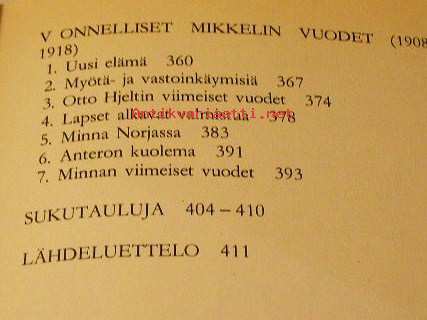 V ONNELLISET MIKKELIN VUODET (1908
1918)
1. Uusi elämä 360
2. Myötä- ja vastoinkäymisiä 367
3. Otto Hjeltin viimeiset vuodet 374
4. Lapset alkavat valmistua 378
5. Minna Norjassa 383
6. Anteron kuolema 391
7. Minnan viimeiset vuodet 393
SUKUTAULUJA 404–410
LÄHDELUETTELO 411